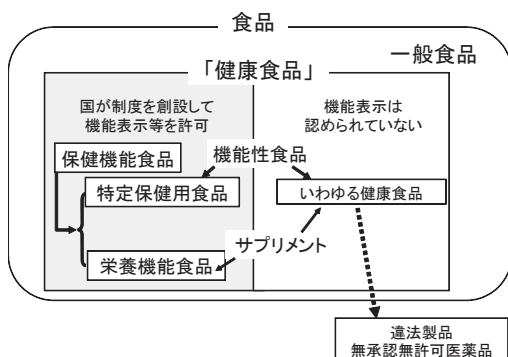 食品
一般食品
「健康食品」
国が制度を創設して
機能表示等を許可
機能表示は
認められていない
保健機能食品
機能性食品
特定保健用食品
いわゆる健康食品
サプリメント
栄養機能食品
違法製品
無承認無許可医薬品